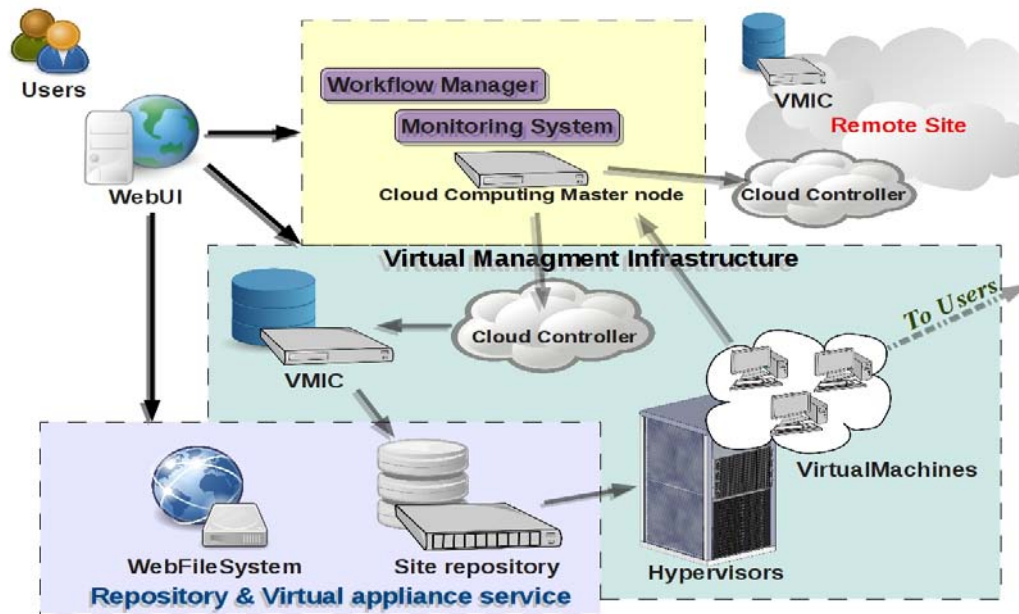 Users
WebUI
Workflow Manager
Monitoring System
Cloud Computing Master node
VMIC
Remote Site
Cloud Controller
Virtual Managment Infrastructure
Cloud Controller
VMIC
To Users
VirtualMachines
WebFileSystem
Site repository
Hypervisors
Repository & Virtual appliance service